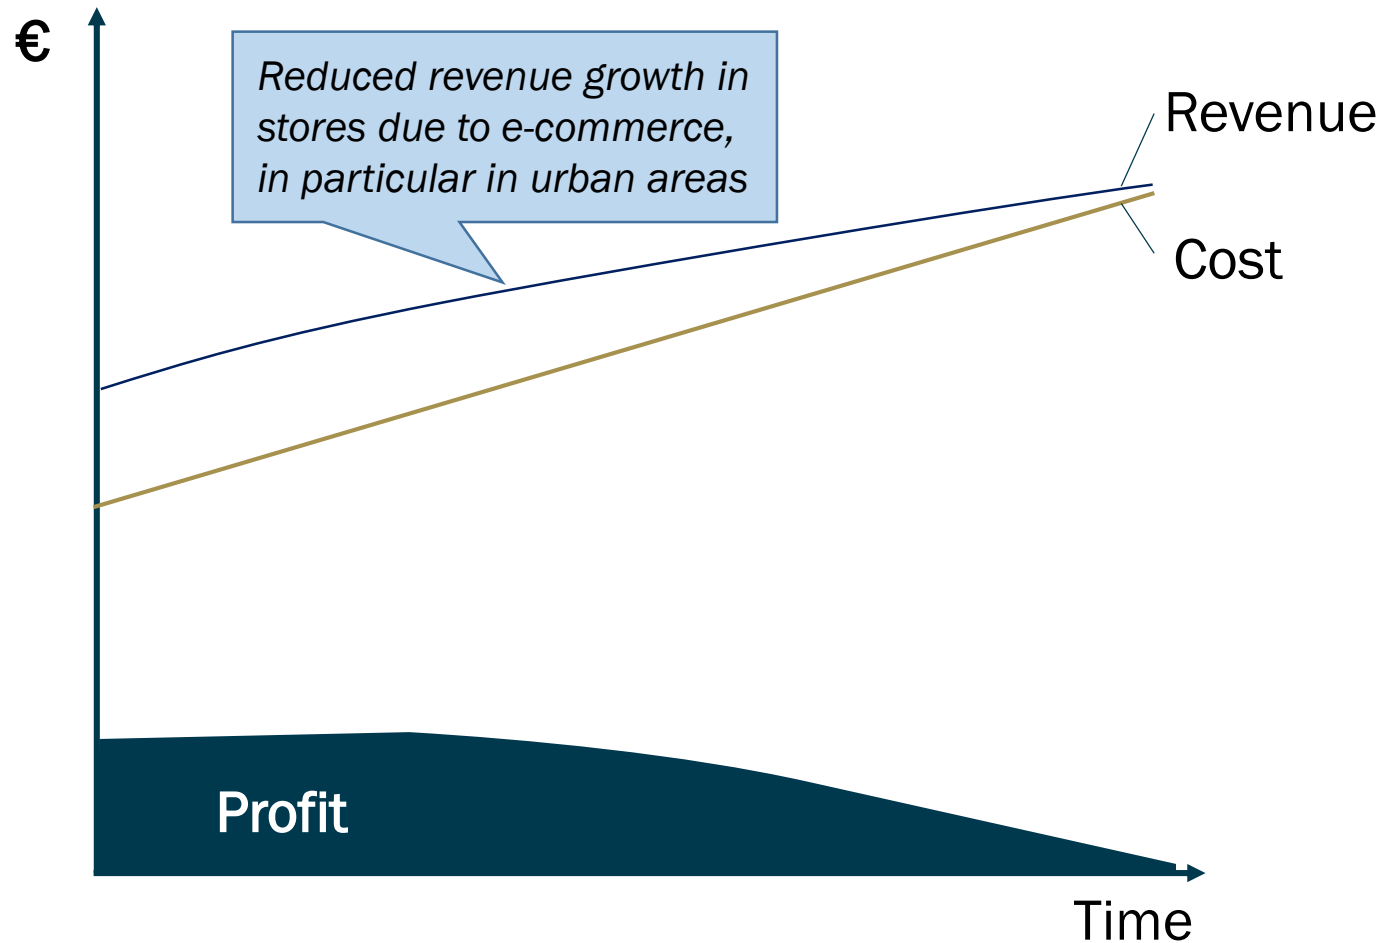 €
Reduced revenue growth in
stores due to e-commerce,
in particular in urban areas
Revenue
Cost
Profit
Time